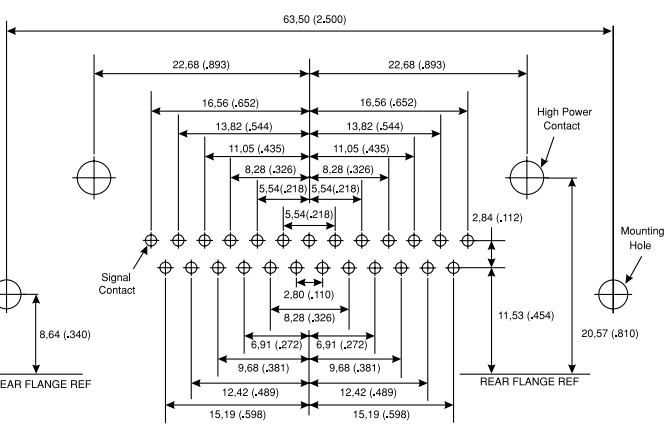 63,50 (2.500)
22,68 (.893) 22,68 (.893)
16,56 (.652) 16,56 (.652)
High Power
Contact
13,82 (.544) 13,82 (.544)
11,05 (.435) 11,05 (.435)
8,28 (.326) 8,28 (.326)
5,54(.218) 5,54(.218)
5,54(.218)
2,84 (.112)
Mounting
Hole
Signal
Contact
2,80 (.110)
8,28 (.326)
11,53 (.454)
8,64 (.340)
20,57 (.810)
6,91 (.272) 6,91 (.272)
9,68 (.381) 9,68 (.381)
EAR FLANGE REF
REAR FLANGE REF
12,42 (.489) 12,42 (.489)
15,19 (.598) 15,19 (.598)